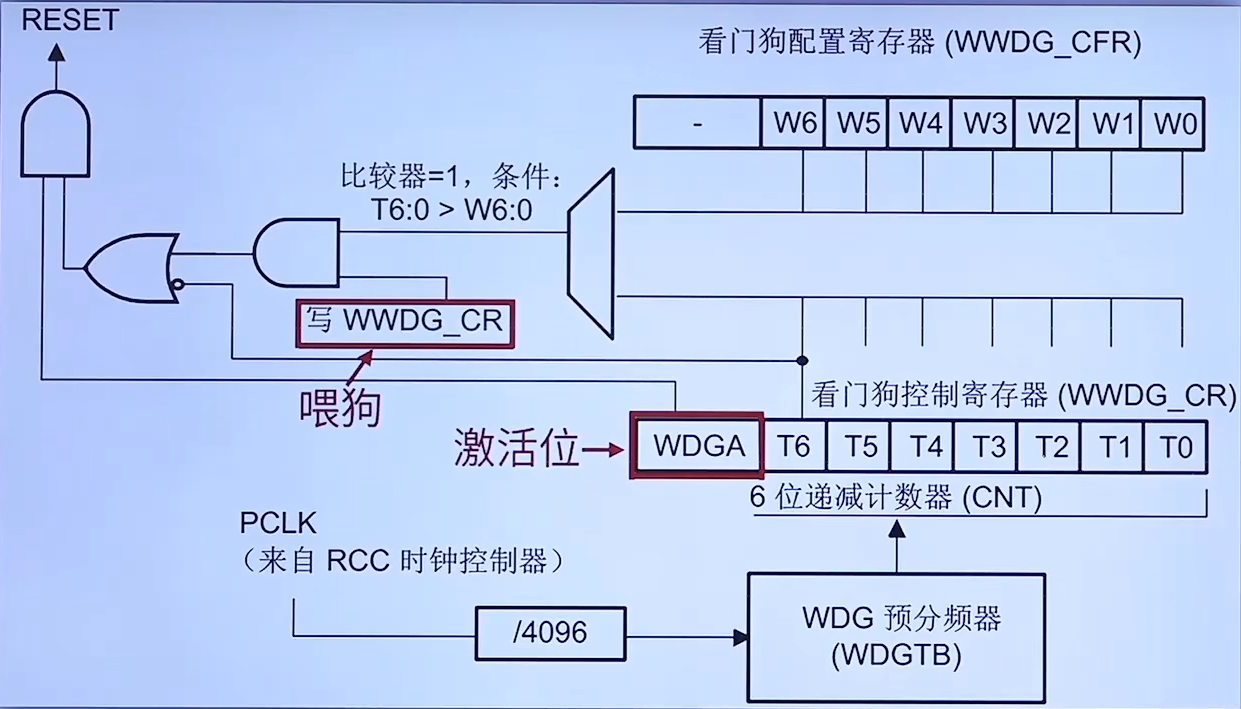 RESET
看门狗配置寄存器 (WWDG_CFR)
- W6 W5 W4 W3 W2 W1 W0
比较器=1，条件：
T6:0 > W6:0
写 WWDG_CR
喂狗
看门狗控制寄存器 (WWDG_CR)
激活位
WDGA T6 T5 T4 T3 T2 T1 T0
6 位递减计数器 (CNT)
PCLK
（来自 RCC 时钟控制器）
/4096
WDG 预分频器
(WDGTB)